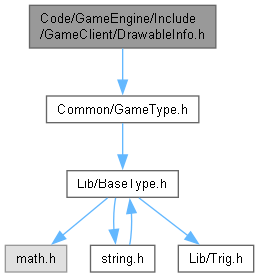 Code/GameEngine/Include
/GameClient/DrawableInfo.h
Common/GameType.h
Lib/BaseType.h
math.h
string.h
Lib/Trig.h